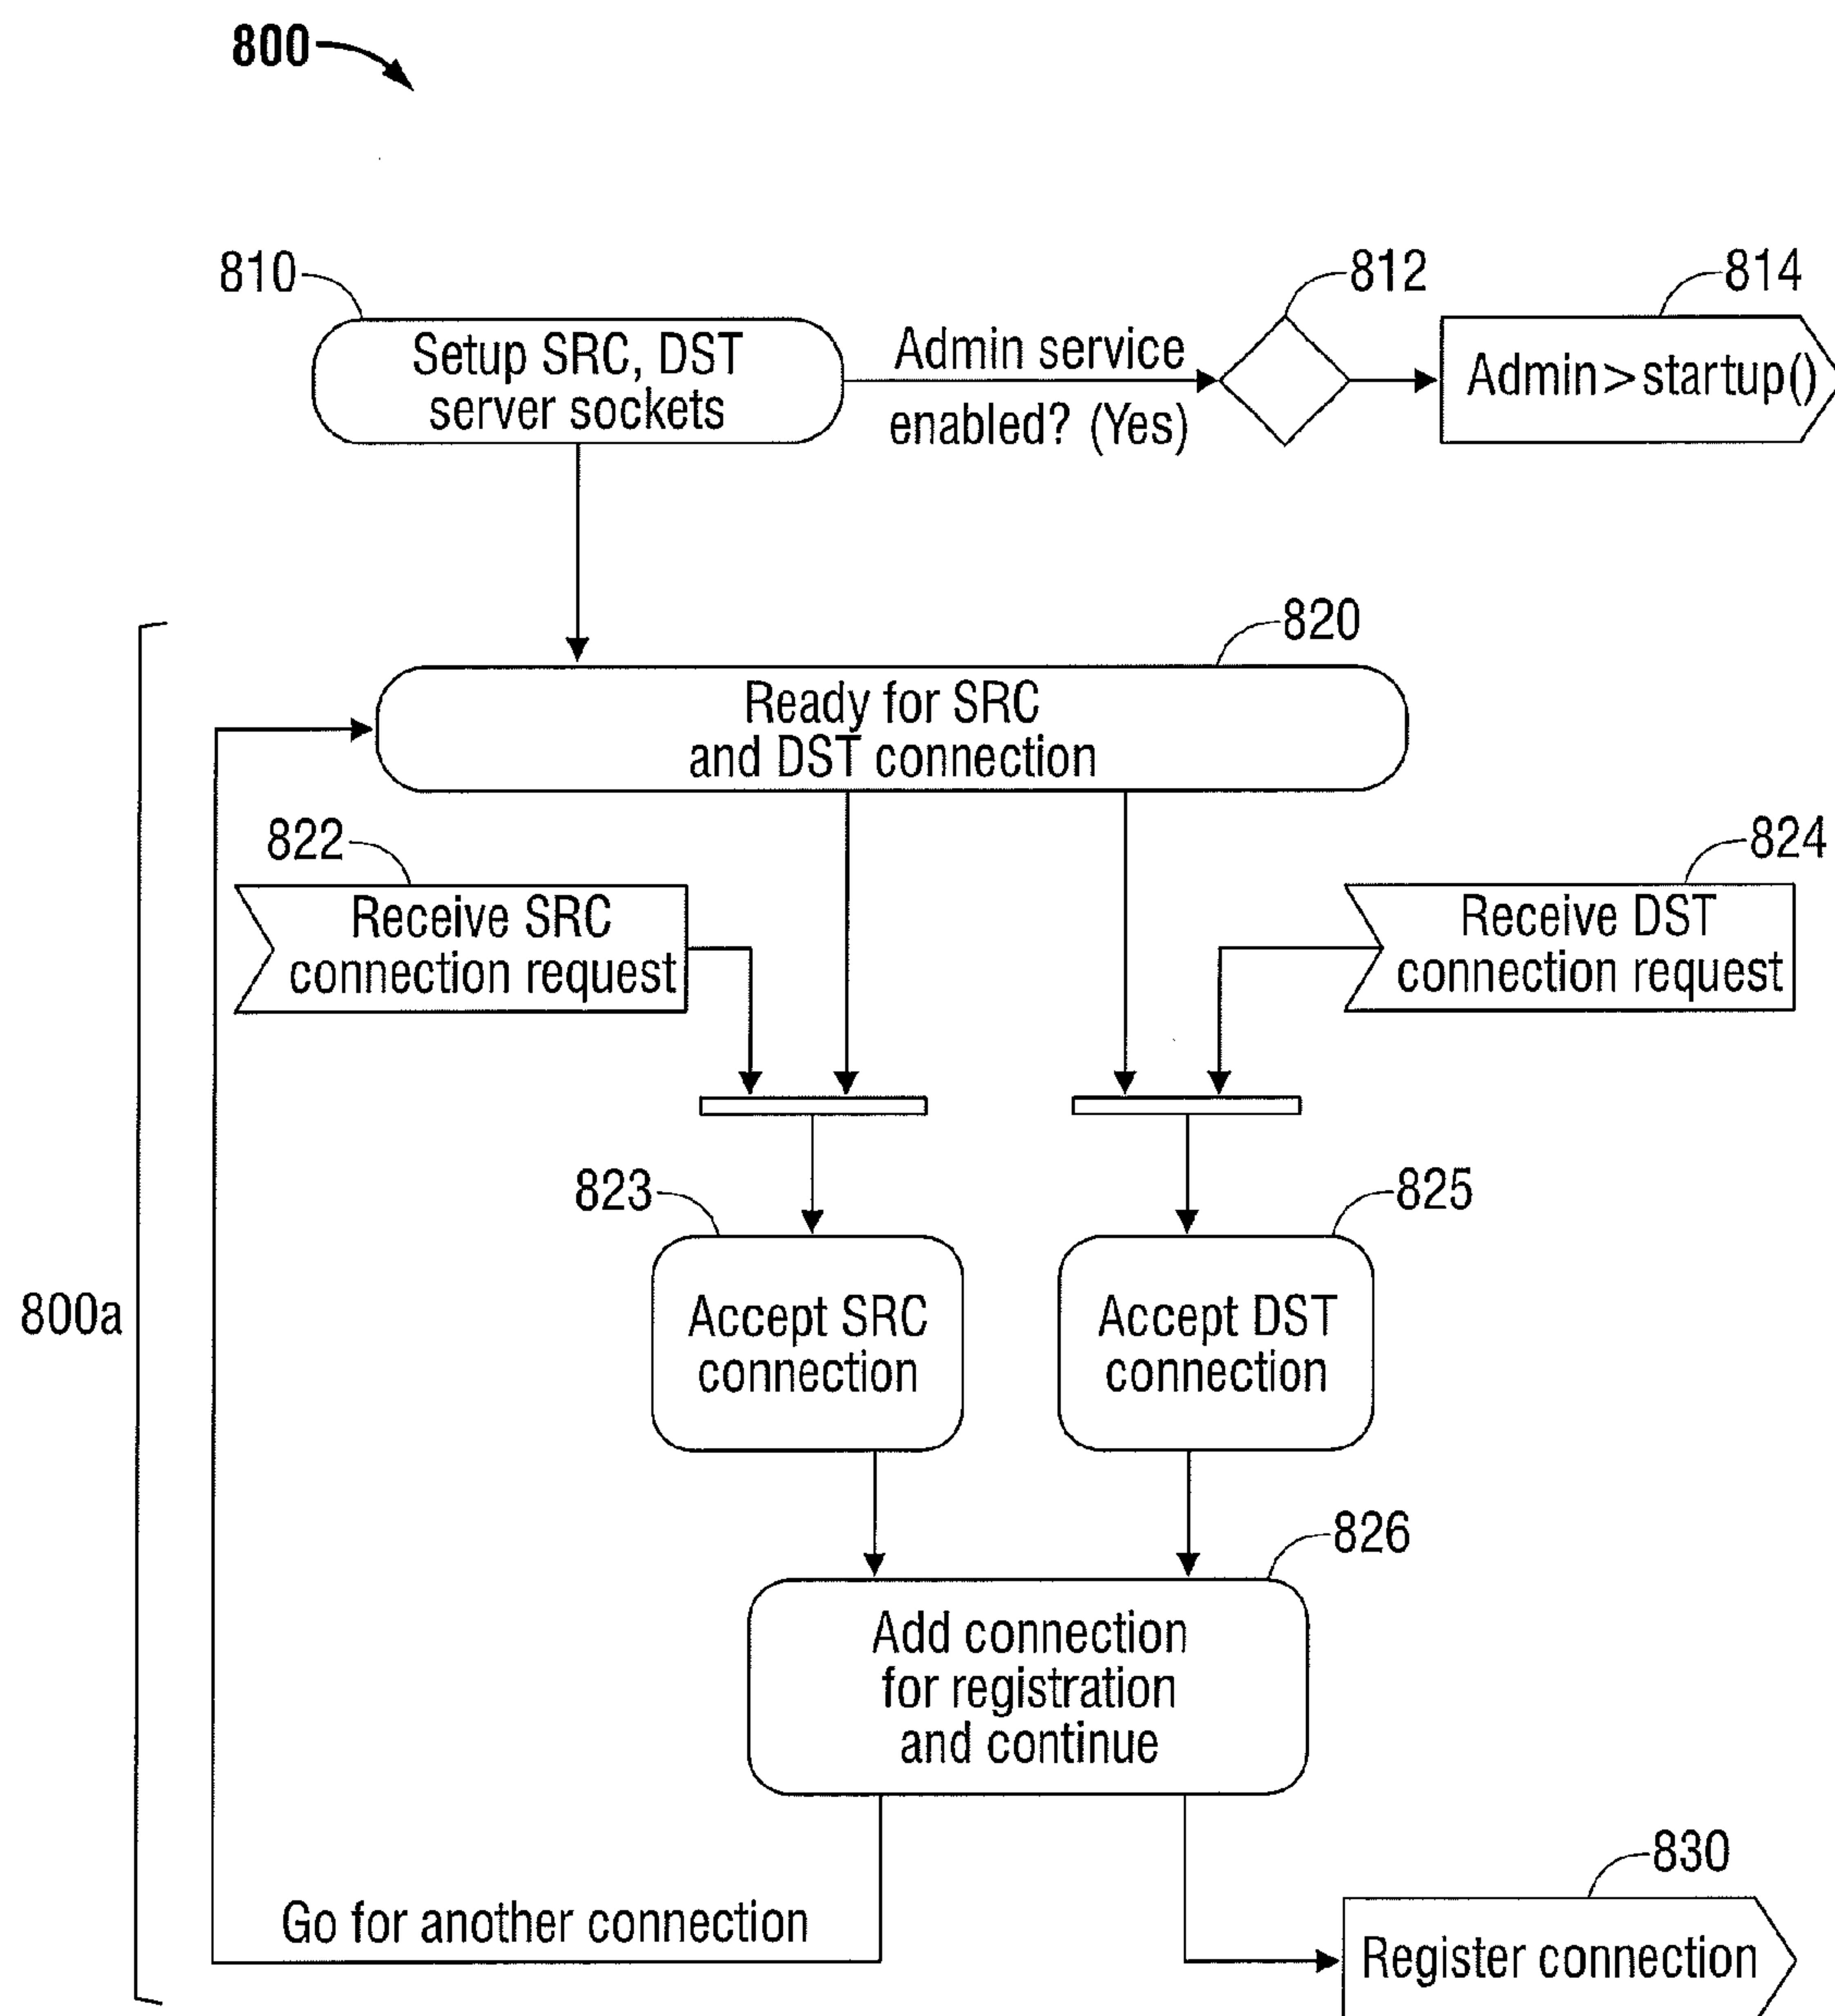 800
810
812
814
Setup SRC, DST
server sockets
Admin service
enabled? (Yes)
Admin>startup()
820
Ready for SRC
and DST connection
822
824
Receive SRC
connection request
Receive DST
connection request
823
825
800a
Accept SRC
connection
Accept DST
connection
826
Add connection
for registration
and continue
830
Go for another connection
Register connection